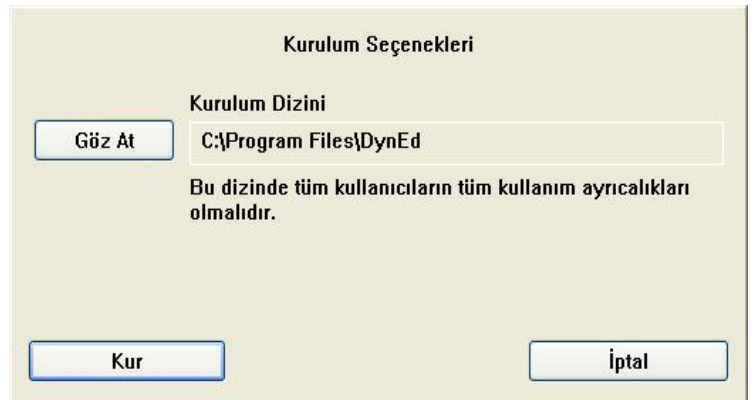 Kurulum Seçenekleri
Kurulum Dizini
Göz At
C:\Program Files\DynEd
Bu dizinde tüm kullanıcıların tüm kullanım ayrıcalıkları
olmalıdır.
Kur
İptal